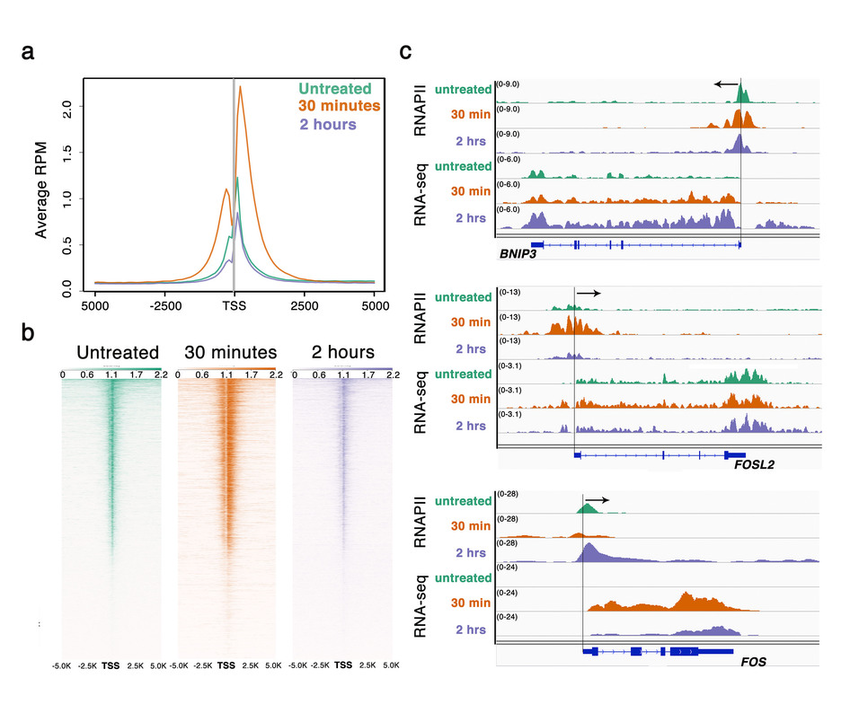 a
Average RPM
0.0
0.5
1.0
1.5
2.0
5000
-2500
TSS
2500
5000
Untreated
30 minutes
2 hours
b
Untreated
30 minutes
2 hours
0 0.6 1.1 1.7 2.2
0 0.6 1.1 1.7 2.2
0 0.6 1.1 1.7 2.2
-5.0K -2.5K TSS 2.5K 5.0K
-5.0K -2.5K TSS 2.5K 5.0K
-5.0K -2.5K TSS 2.5K 5.0K
c
RNAPII
untreated (0-9.0)
30 min (0-9.0)
2 hrs (0-9.0)
RNA-seq
untreated (0-6.0)
30 min (0-6.0)
2 hrs (0-6.0)
BNIP3
RNAPII
untreated (0-13)
30 min (0-13)
2 hrs (0-13)
RNA-seq
untreated (0-3.1)
30 min (0-3.1)
2 hrs (0-3.1)
FOSL2
RNAPII
untreated (0-28)
30 min (0-28)
2 hrs (0-28)
RNA-seq
untreated (0-24)
30 min (0-24)
2 hrs (0-24)
FOS